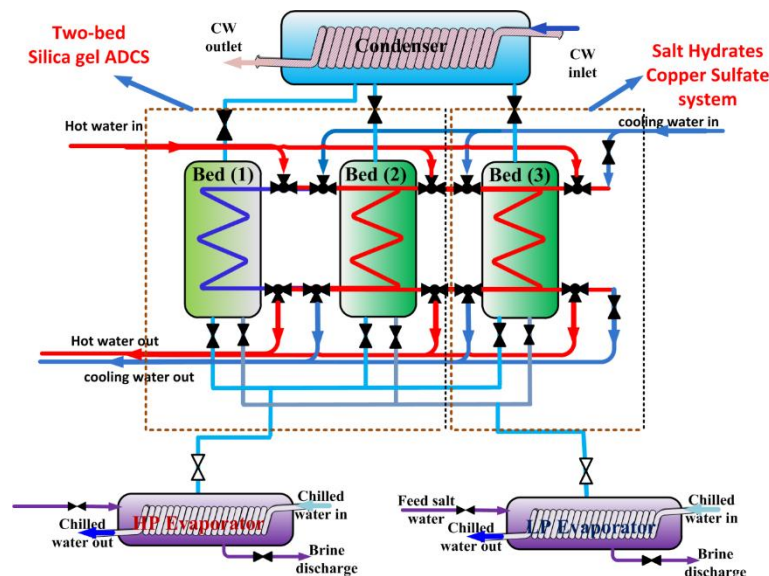 Two-bed
Silica gel ADCS
CW
outlet
Condenser
CW
inlet
Salt Hydrates
Copper Sulfate
system
Hot water in
cooling water in
Bed (1)
Bed (2)
Bed (3)
Hot water out
cooling water out
HP Evaporator
Chilled
water in
Chilled
water out
Brine
discharge
Feed salt
water
LP Evaporator
Chilled
water in
Chilled
water out
Brine
discharge